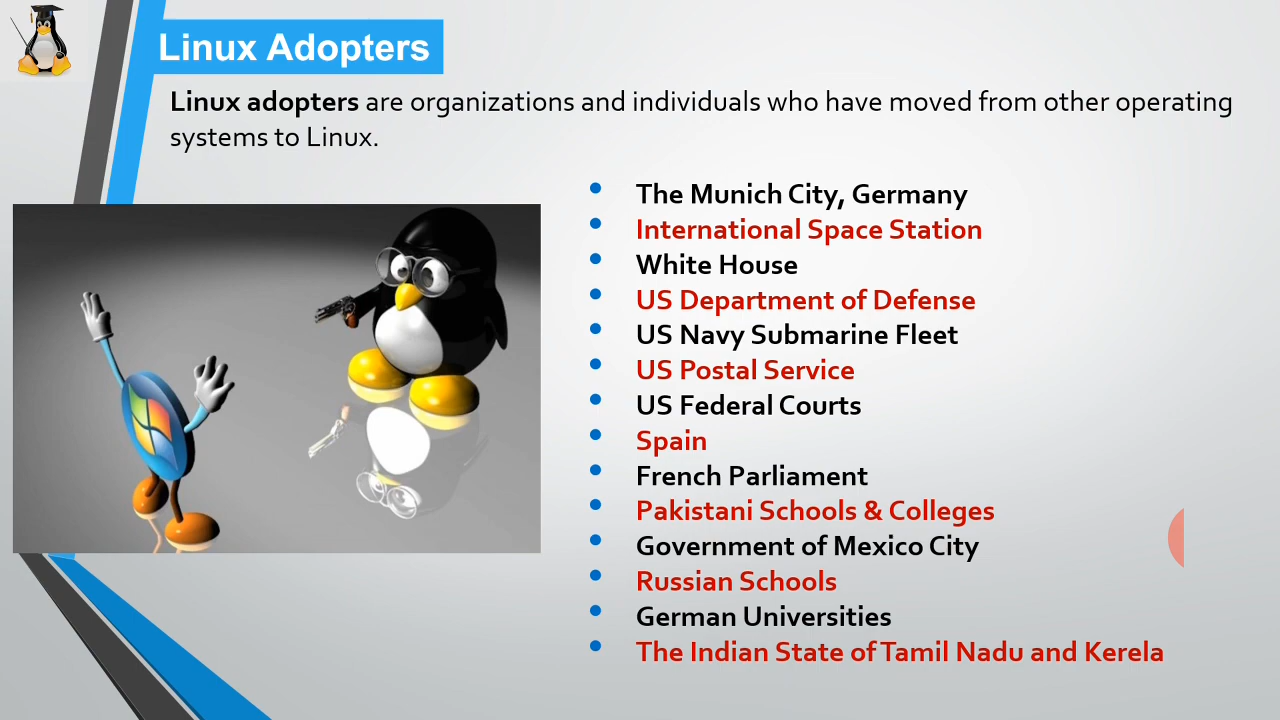 Linux Adopters
Linux adopters are organizations and individuals who have moved from other operating
systems to Linux.
• The Munich City, Germany
• International Space Station
• White House
• US Department of Defense
• US Navy Submarine Fleet
• US Postal Service
• US Federal Courts
• Spain
• French Parliament
• Pakistani Schools & Colleges
• Government of Mexico City
• Russian Schools
• German Universities
• The Indian State of Tamil Nadu and Kerela